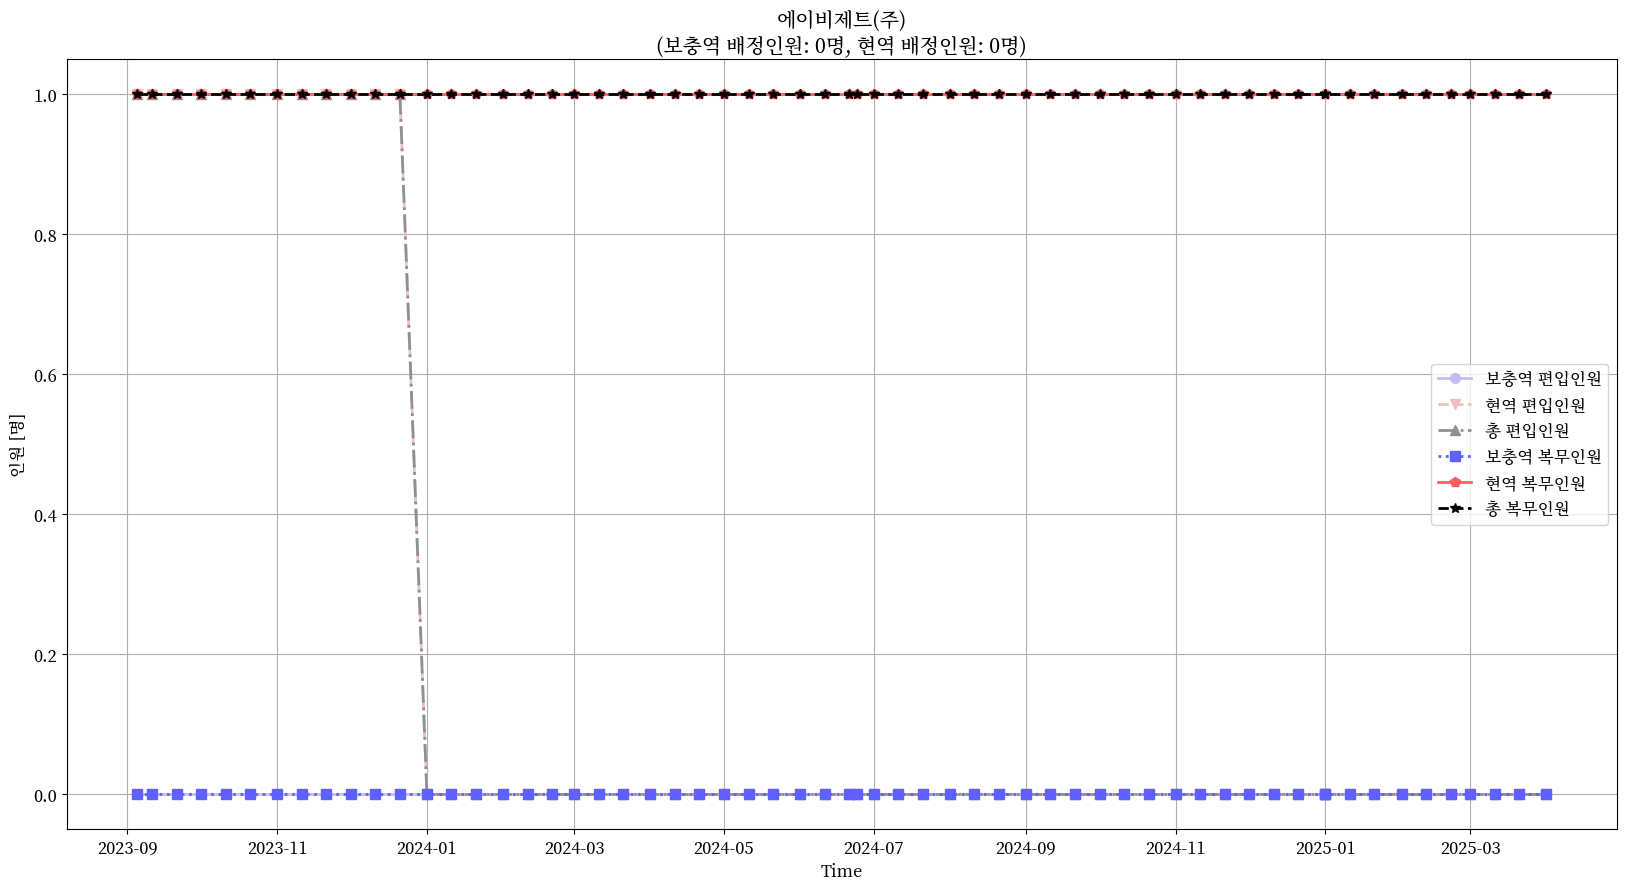 에이비제트(주)
(보충역 배정인원: 0명, 현역 배정인원: 0명)
인원 [명]
1.0
0.8
0.6
0.4
0.2
0.0
보충역 편입인원
현역 편입인원
총 편입인원
보충역 복무인원
현역 복무인원
총 복무인원
2023-09 2023-11 2024-01 2024-03 2024-05 2024-07 2024-09 2024-11 2025-01 2025-03
Time